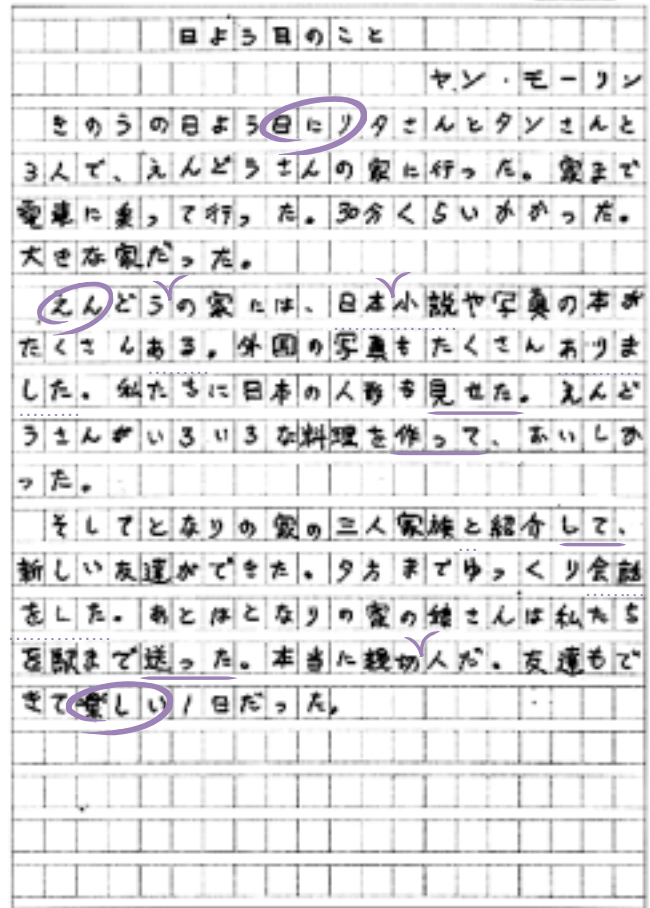 日よう日のこと
ヤン・モーリン
きのうの日よう日にリタさんとタンさんと
3人で、えんどうさんの家に行った。家まで
電車に乗って行った。30分くらいかかった。
大きな家だった。
えんどうの家には、日本小説や写真の本が
たくさんある。外国の写真もたくさんありま
した。私たちに日本の人形を見せた。えんど
うさんがいろいろな料理を作って、おいしか
った。
そしてとなりの家の三人家族と紹介して、
新しい友達ができた。夕方までゆっくり会話
をした。あとはとなりの家の娘さんは私たち
を駅まで送った。本当に親切人だ。友達もで
きて楽しい1日だった。